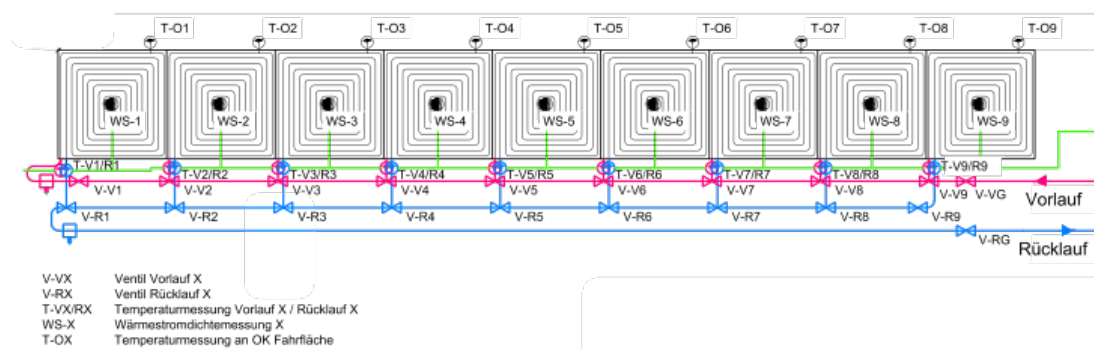 T-O1 T-O2 T-O3 T-O4 T-O5 T-O6 T-O7 T-O8 T-O9
WS-1 WS-2 WS-3 WS-4 WS-5 WS-6 WS-7 WS-8 WS-9
T-V1/R1 T-V2/R2 T-V3/R3 T-V4/R4 T-V5/R5 T-V6/R6 T-V7/R7 T-V8/R8 T-V9/R9
V-V1 V-V2 V-V3 V-V4 V-V5 V-V6 V-V7 V-V8 V-V9 V-VG
Vorlauf
V-R1 V-R2 V-R3 V-R4 V-R5 V-R6 V-R7 V-R8 V-R9
V-RG
Rücklauf
V-VX Ventil Vorlauf X
V-RX Ventil Rücklauf X
T-VX/RX Temperaturmessung Vorlauf X / Rücklauf X
WS-X Wärmestromdichtemessung X
T-OX Temperaturmessung an OK Fahrfläche